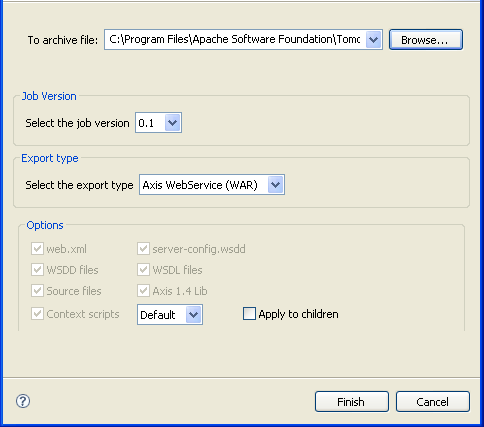 To archive file: C:\Program Files\Apache Software Foundation\Tomc Browse...
Job Version
Select the job version 0.1
Export type
Select the export type Axis WebService (WAR)
Options
web.xml server-config.wsdd
WSDD files WSDL files
Source files Axis 1.4 Lib
Context scripts Default Apply to children
? Finish Cancel